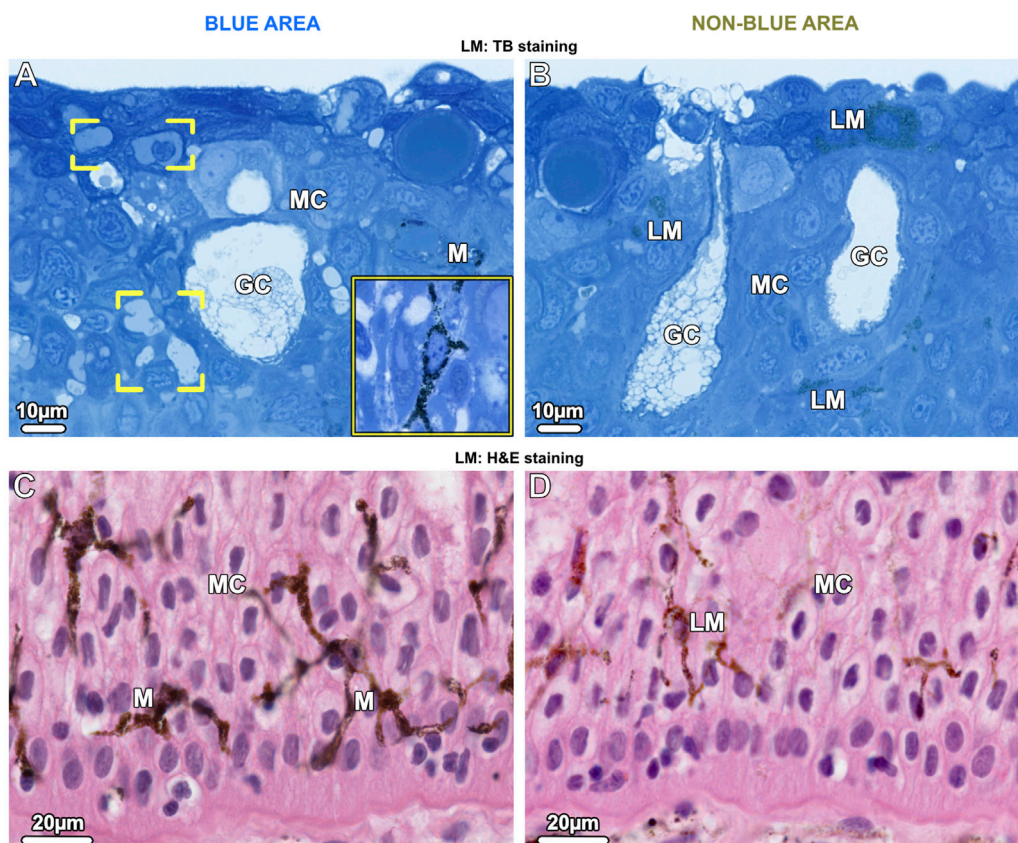 BLUE AREA
NON-BLUE AREA
LM: TB staining
A
MC
M
GC
10µm
B
LM
LM
GC
MC
GC
LM
10µm
LM: H&E staining
C
MC
M
M
20µm
D
MC
LM
20µm